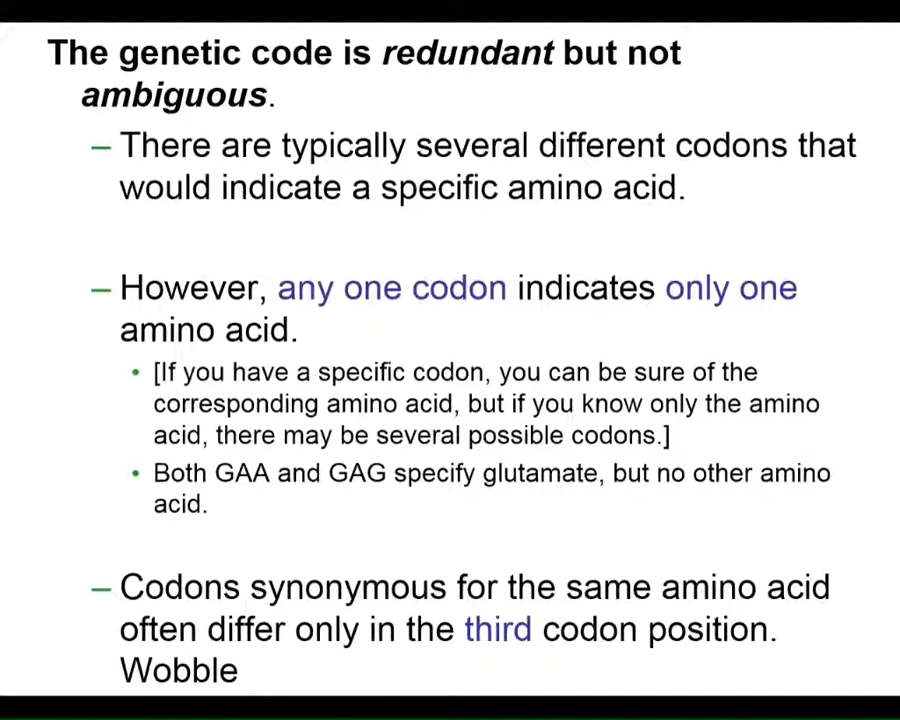 The genetic code is redundant but not
ambiguous.
– There are typically several different codons that
would indicate a specific amino acid.
– However, any one codon indicates only one
amino acid.
• [If you have a specific codon, you can be sure of the
corresponding amino acid, but if you know only the amino
acid, there may be several possible codons.]
• Both GAA and GAG specify glutamate, but no other amino
acid.
– Codons synonymous for the same amino acid
often differ only in the third codon position.
Wobble